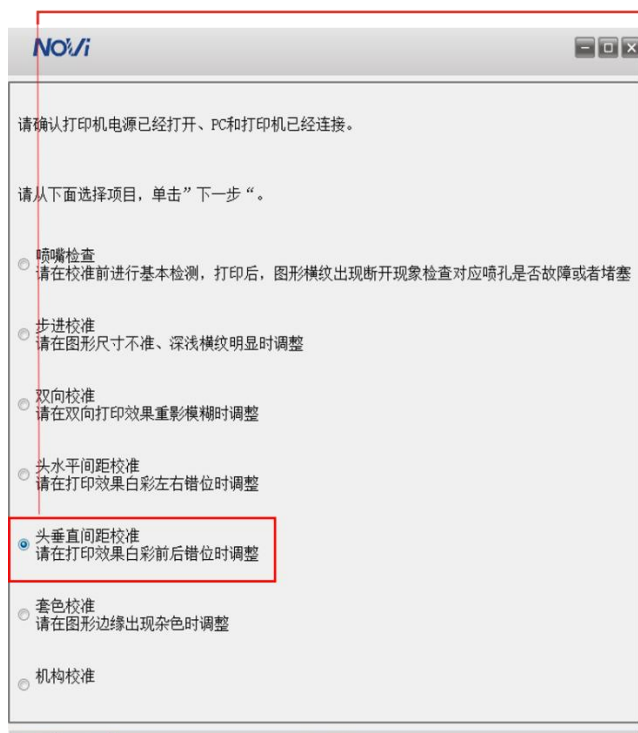 NOVi
请确认打印机电源已经打开、PC和打印机已经连接。
请从下面选择项目，单击”下一步“。
喷嘴检查
请在校准前进行基本检测，打印后，图形横纹出现断开现象检查对应喷孔是否故障或者堵塞
步进校准
请在图形尺寸不准、深浅横纹明显时调整
双向校准
请在双向打印效果重影模糊时调整
头水平间距校准
请在打印效果白彩左右错位时调整
头垂直间距校准
请在打印效果白彩前后错位时调整
套色校准
请在图形边缘出现杂色时调整
机构校准